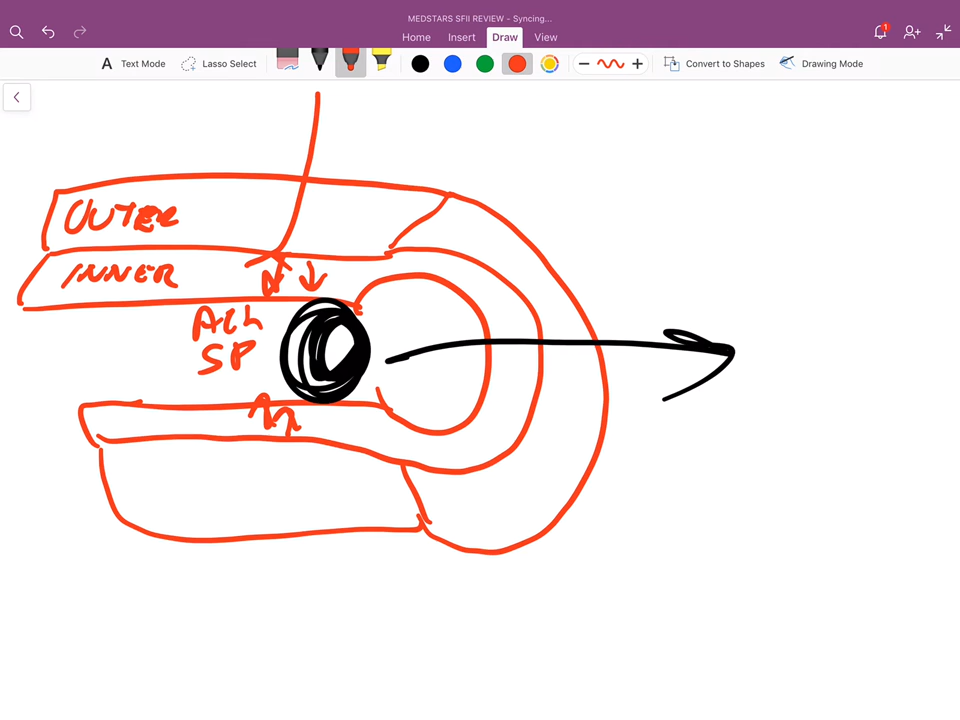 MEDSTARS SFII REVIEW - Syncing...
Home Insert Draw View
1
Text Mode Lasso Select Convert to Shapes Drawing Mode
OUTER
INNER
ACh
SP